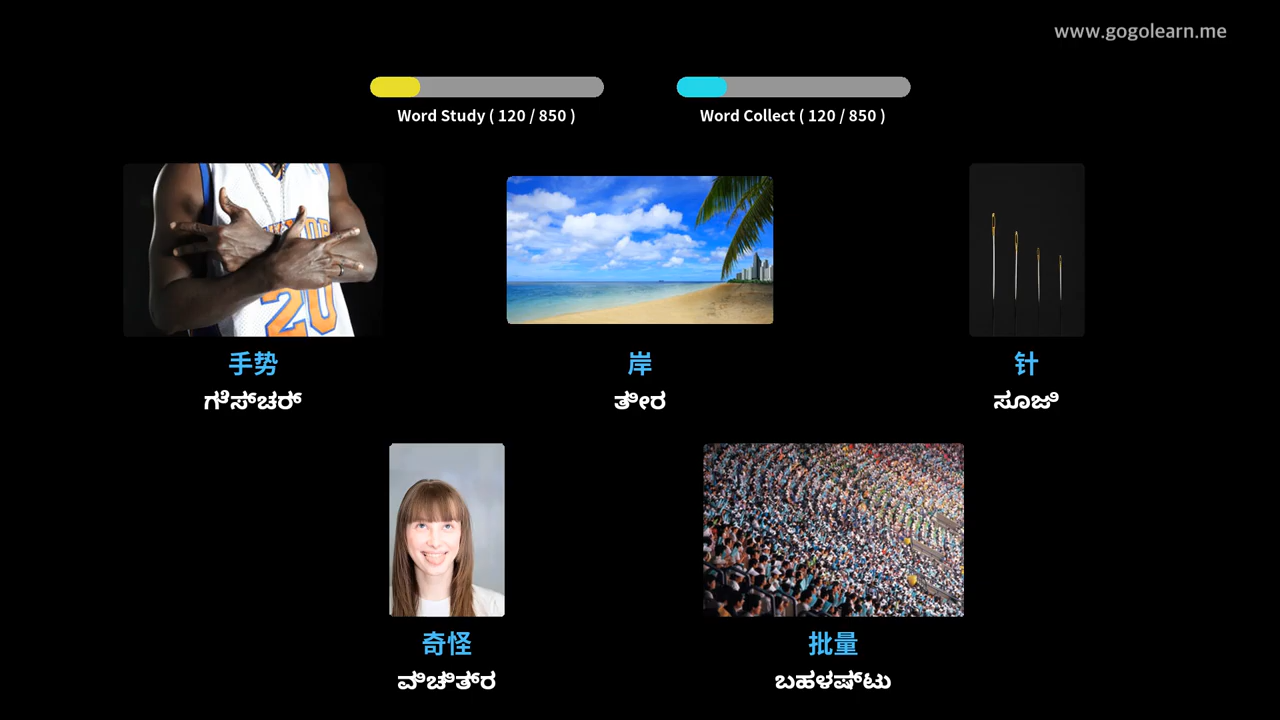 www.gogolearn.me
Word Study ( 120 / 850 )
Word Collect ( 120 / 850 )
20
手势
ಗೆಸ್ಚರ್
岸
ತೀರ
针
ಸೂಜಿ
奇怪
ವಿಚಿತ್ರ
批量
ಬಹಳಷ್ಟು